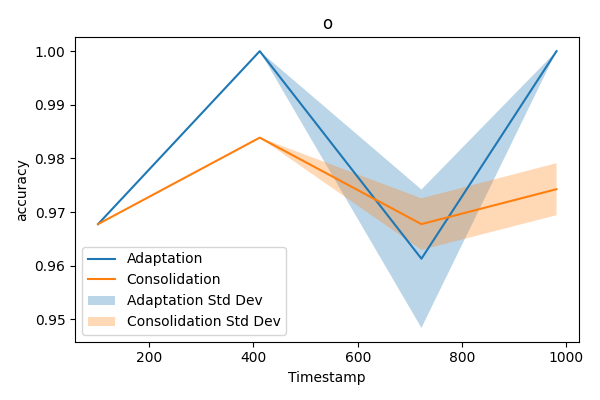 o
accuracy
1.00
0.99
0.98
0.97
0.96
0.95
Adaptation
Consolidation
Adaptation Std Dev
Consolidation Std Dev
200
400
600
800
1000
Timestamp